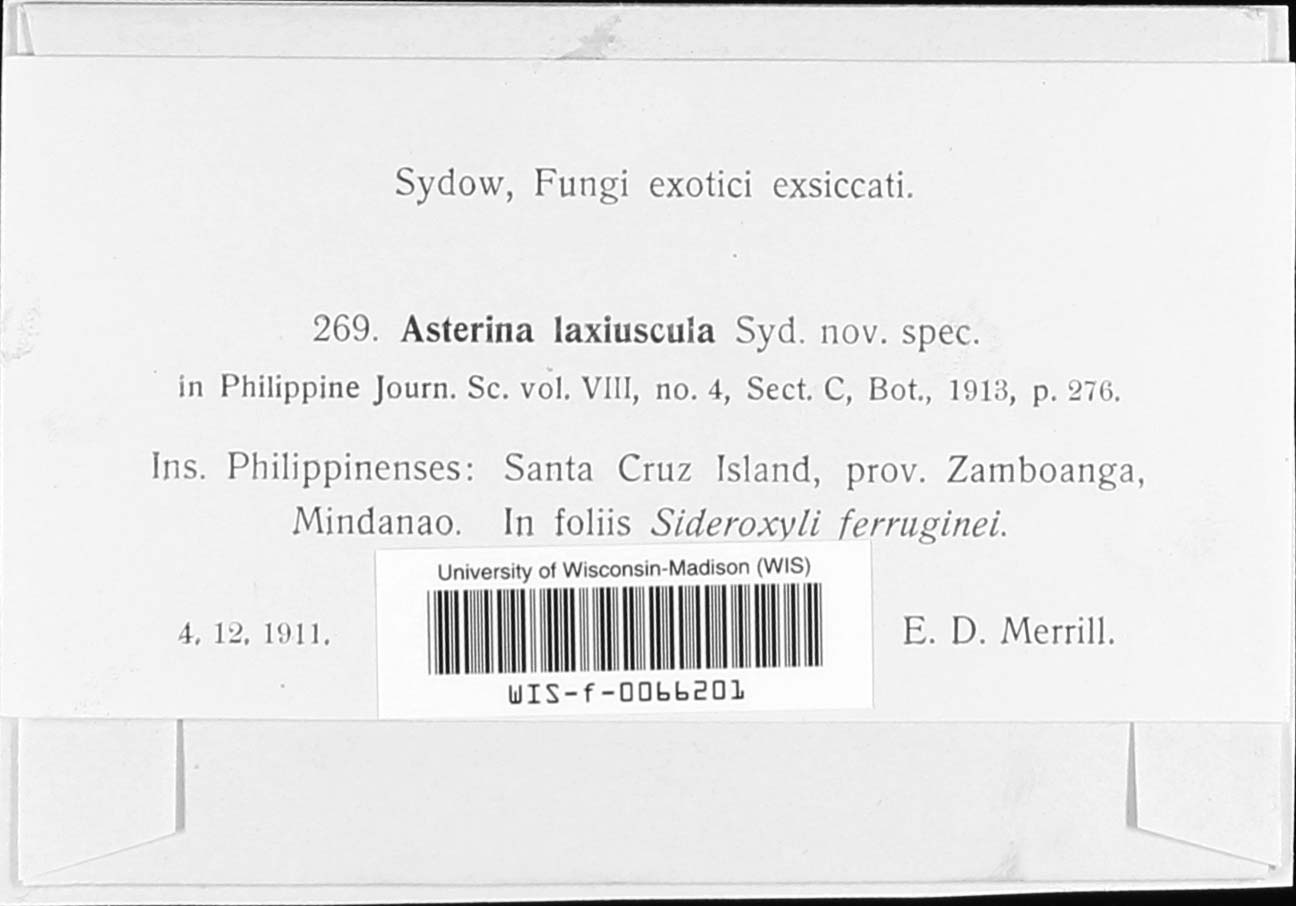 Sydow, Fungi exotici exsiccati.
269. Asterina laxiuscula Syd. nov. spec.
in Philippine Journ. Sc. vol. VIII, no. 4, Sect. C, Bot., 1913, p. 276.
Ins. Philippinenses: Santa Cruz Island, prov. Zamboanga,
Mindanao. In foliis Sideroxyli ferruginei.
University of Wisconsin-Madison (WIS)
4. 12. 1911. E. D. Merrill.
WIS-f-0066201